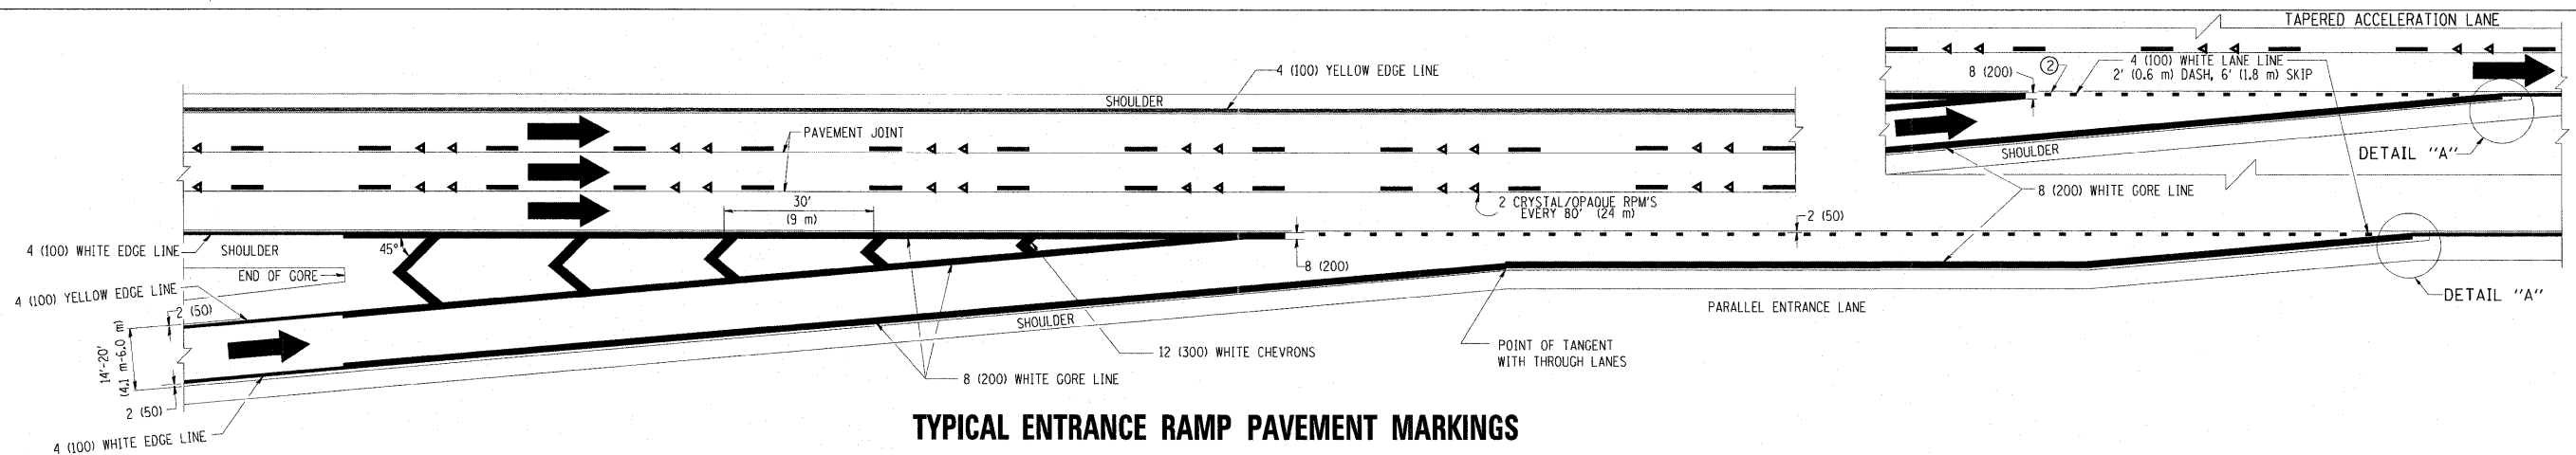 TAPERED ACCELERATION LANE
4 (100) YELLOW EDGE LINE
8 (200)
2
4 (100) WHITE LANE LINE
2' (0.6 m) DASH, 6' (1.8 m) SKIP
SHOULDER
PAVEMENT JOINT
SHOULDER
DETAIL "A"
8 (200) WHITE GORE LINE
30'
(9 m)
2 CRYSTAL/OPAQUE RPM'S
EVERY 80' (24 m)
2 (50)
4 (100) WHITE EDGE LINE
SHOULDER
45°
END OF GORE
8 (200)
4 (100) YELLOW EDGE LINE
2 (50)
DETAIL "A"
PARALLEL ENTRANCE LANE
SHOULDER
14'-20'
(4.1 m-6.0 m)
12 (300) WHITE CHEVRONS
POINT OF TANGENT
WITH THROUGH LANES
8 (200) WHITE GORE LINE
2 (50)
4 (100) WHITE EDGE LINE
TYPICAL ENTRANCE RAMP PAVEMENT MARKINGS